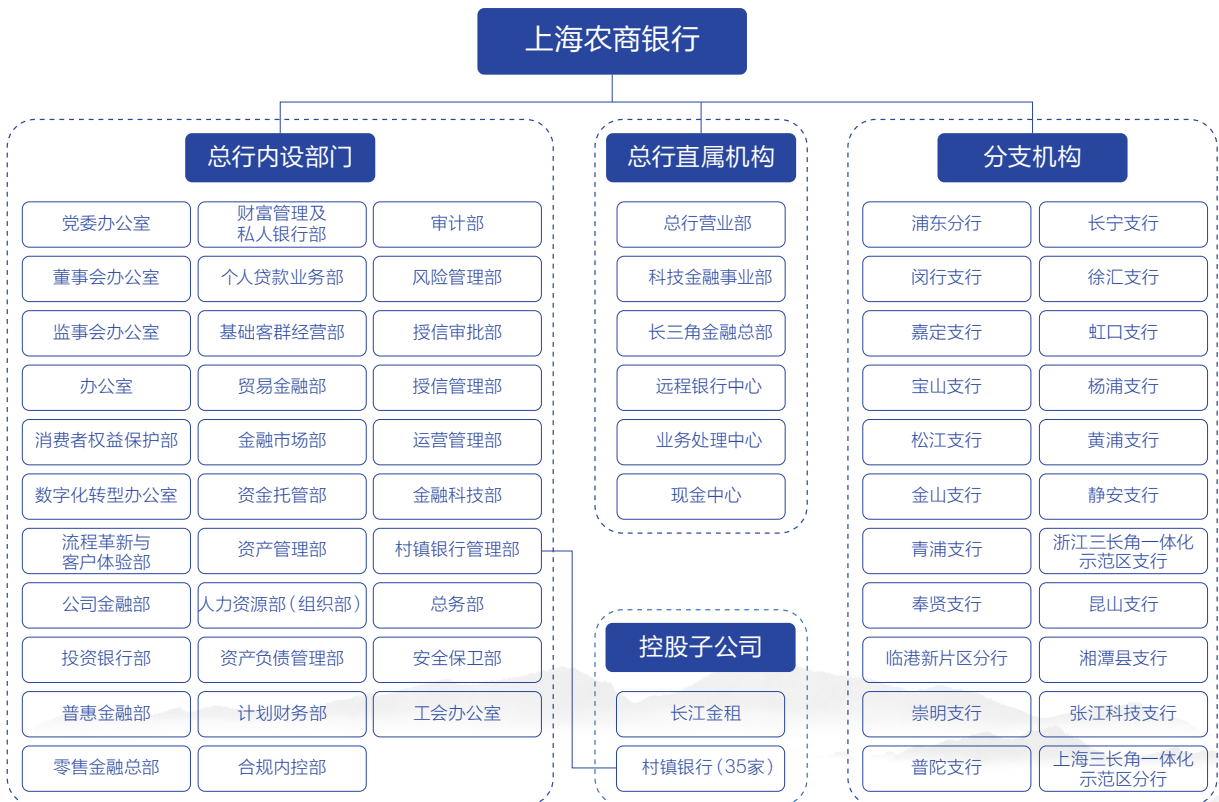 上海农商银行
总行内设部门
党委办公室
董事会办公室
监事会办公室
办公室
消费者权益保护部
数字化转型办公室
流程革新与
客户体验部
公司金融部
投资银行部
普惠金融部
零售金融总部
财富管理及
私人银行部
个人贷款业务部
基础客群经营部
贸易金融部
金融市场部
资金托管部
资产管理部
人力资源部（组织部）
资产负债管理部
计划财务部
合规内控部
审计部
风险管理部
授信审批部
授信管理部
运营管理部
金融科技部
村镇银行管理部
总务部
安全保卫部
工会办公室
总行直属机构
总行营业部
科技金融事业部
长三角金融总部
远程银行中心
业务处理中心
现金中心
控股子公司
长江金租
村镇银行（35家）
分支机构
浦东分行
闵行支行
嘉定支行
宝山支行
松江支行
金山支行
青浦支行
奉贤支行
临港新片区分行
崇明支行
普陀支行
长宁支行
徐汇支行
虹口支行
杨浦支行
黄浦支行
静安支行
浙江三长角一体化
示范区支行
昆山支行
湘潭县支行
张江科技支行
上海三长角一体化
示范区分行